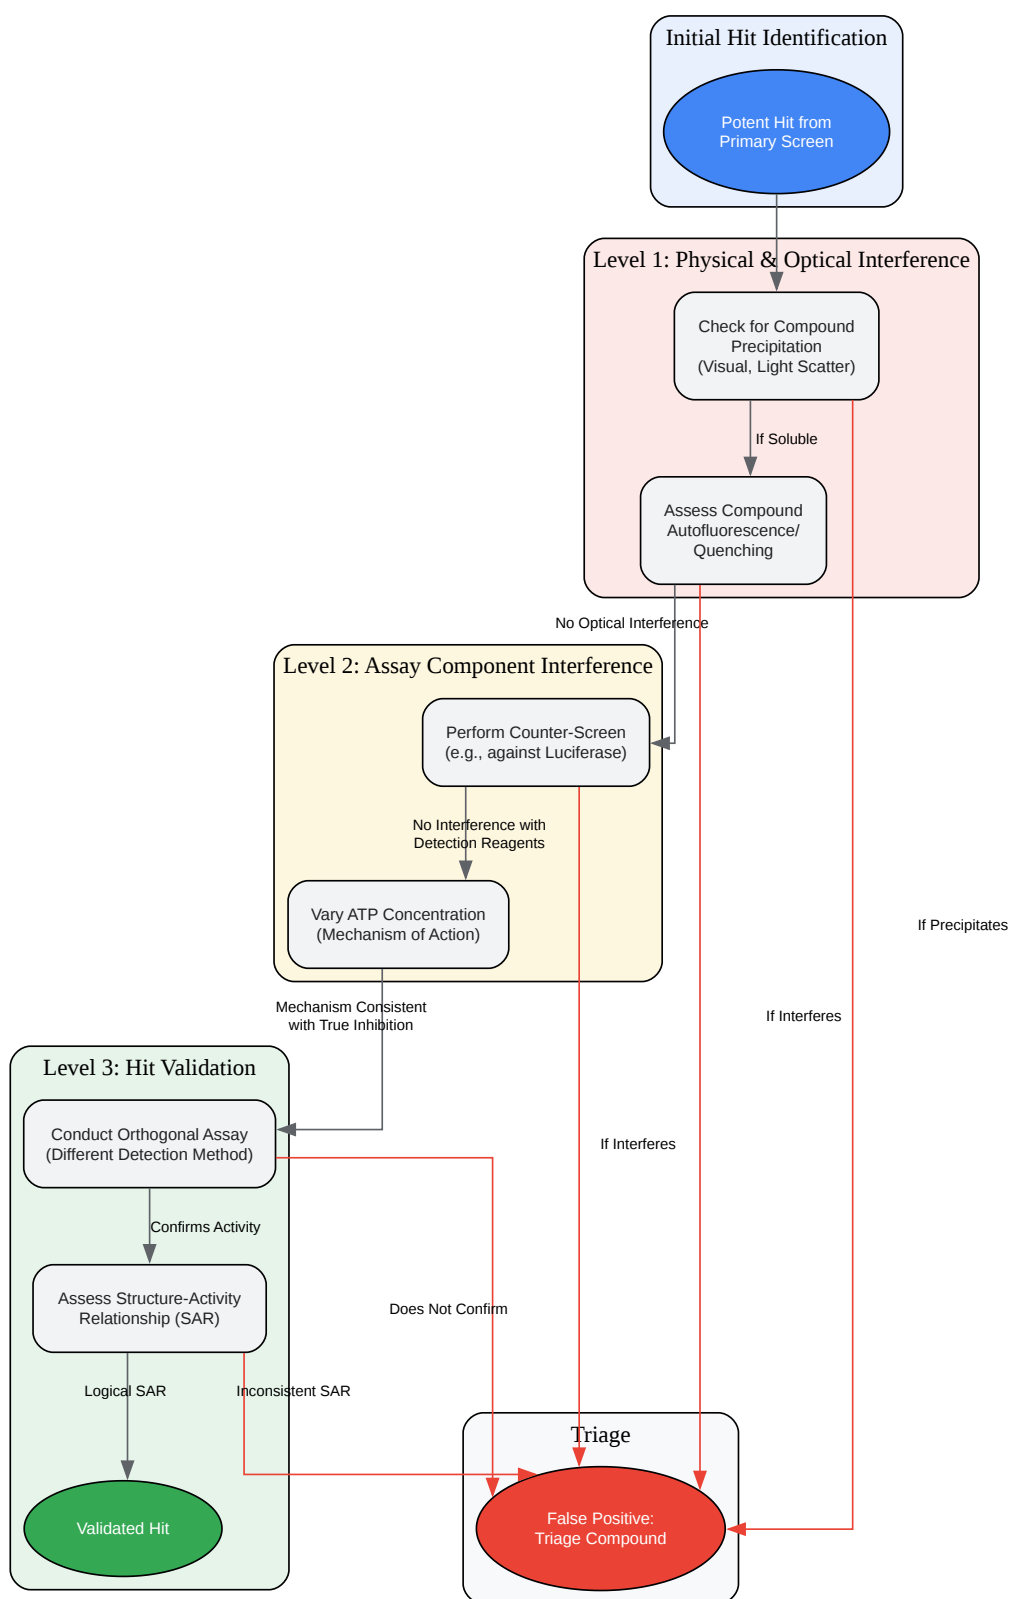 Initial Hit Identification
Potent Hit from
Primary Screen
Level 1: Physical & Optical Interference
Check for Compound
Precipitation
(Visual, Light Scatter)
If Soluble
Assess Compound
Autofluorescence/
Quenching
No Optical Interference
Level 2: Assay Component Interference
Perform Counter-Screen
(e.g., against Luciferase)
No Interference with
Detection Reagents
Vary ATP Concentration
(Mechanism of Action)
If Precipitates
Mechanism Consistent
with True Inhibition
If Interferes
Level 3: Hit Validation
Conduct Orthogonal Assay
(Different Detection Method)
If Interferes
Confirms Activity
Assess Structure-Activity
Relationship (SAR)
Does Not Confirm
Logical SAR
Inconsistent SAR
Triage
Validated Hit
False Positive:
Triage Compound